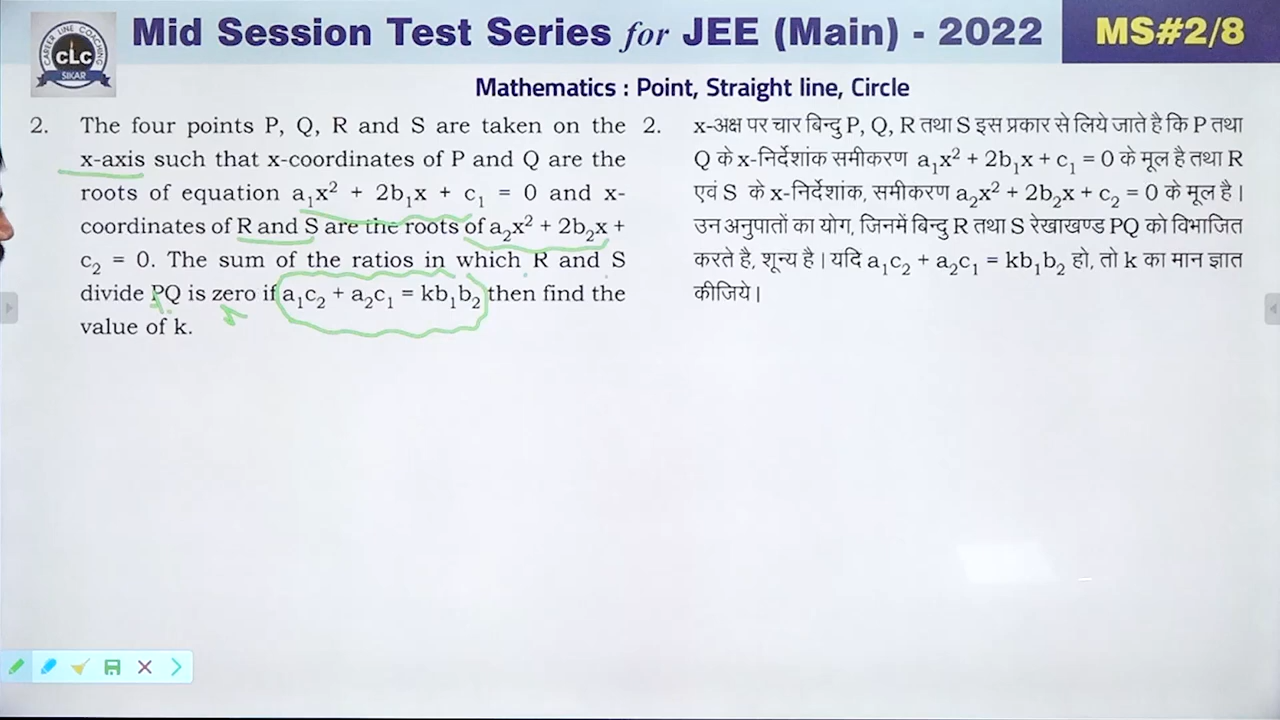 Mid Session Test Series for JEE (Main) - 2022
MS#2/8
CAREER LINE COACHING
CLC
SIKAR
Mathematics : Point, Straight line, Circle
2. The four points P, Q, R and S are taken on the
x-axis such that x-coordinates of P and Q are the
roots of equation a₁x² + 2b₁x + c₁ = 0 and x-
coordinates of R and S are the roots of a₂x² + 2b₂x +
c₂ = 0. The sum of the ratios in which R and S
divide PQ is zero if a₁c₂ + a₂c₁ = kb₁b₂ then find the
value of k.
2. x-अक्ष पर चार बिन्दु P, Q, R तथा S इस प्रकार से लिये जाते है कि P तथा
Q के x-निर्देशांक समीकरण a₁x² + 2b₁x + c₁ = 0 के मूल है तथा R
एवं S के x-निर्देशांक, समीकरण a₂x² + 2b₂x + c₂ = 0 के मूल है।
उन अनुपातों का योग, जिनमें बिन्दु R तथा S रेखाखण्ड PQ को विभाजित
करते है, शून्य है। यदि a₁c₂ + a₂c₁ = kb₁b₂ हो, तो k का मान ज्ञात
कीजिये।